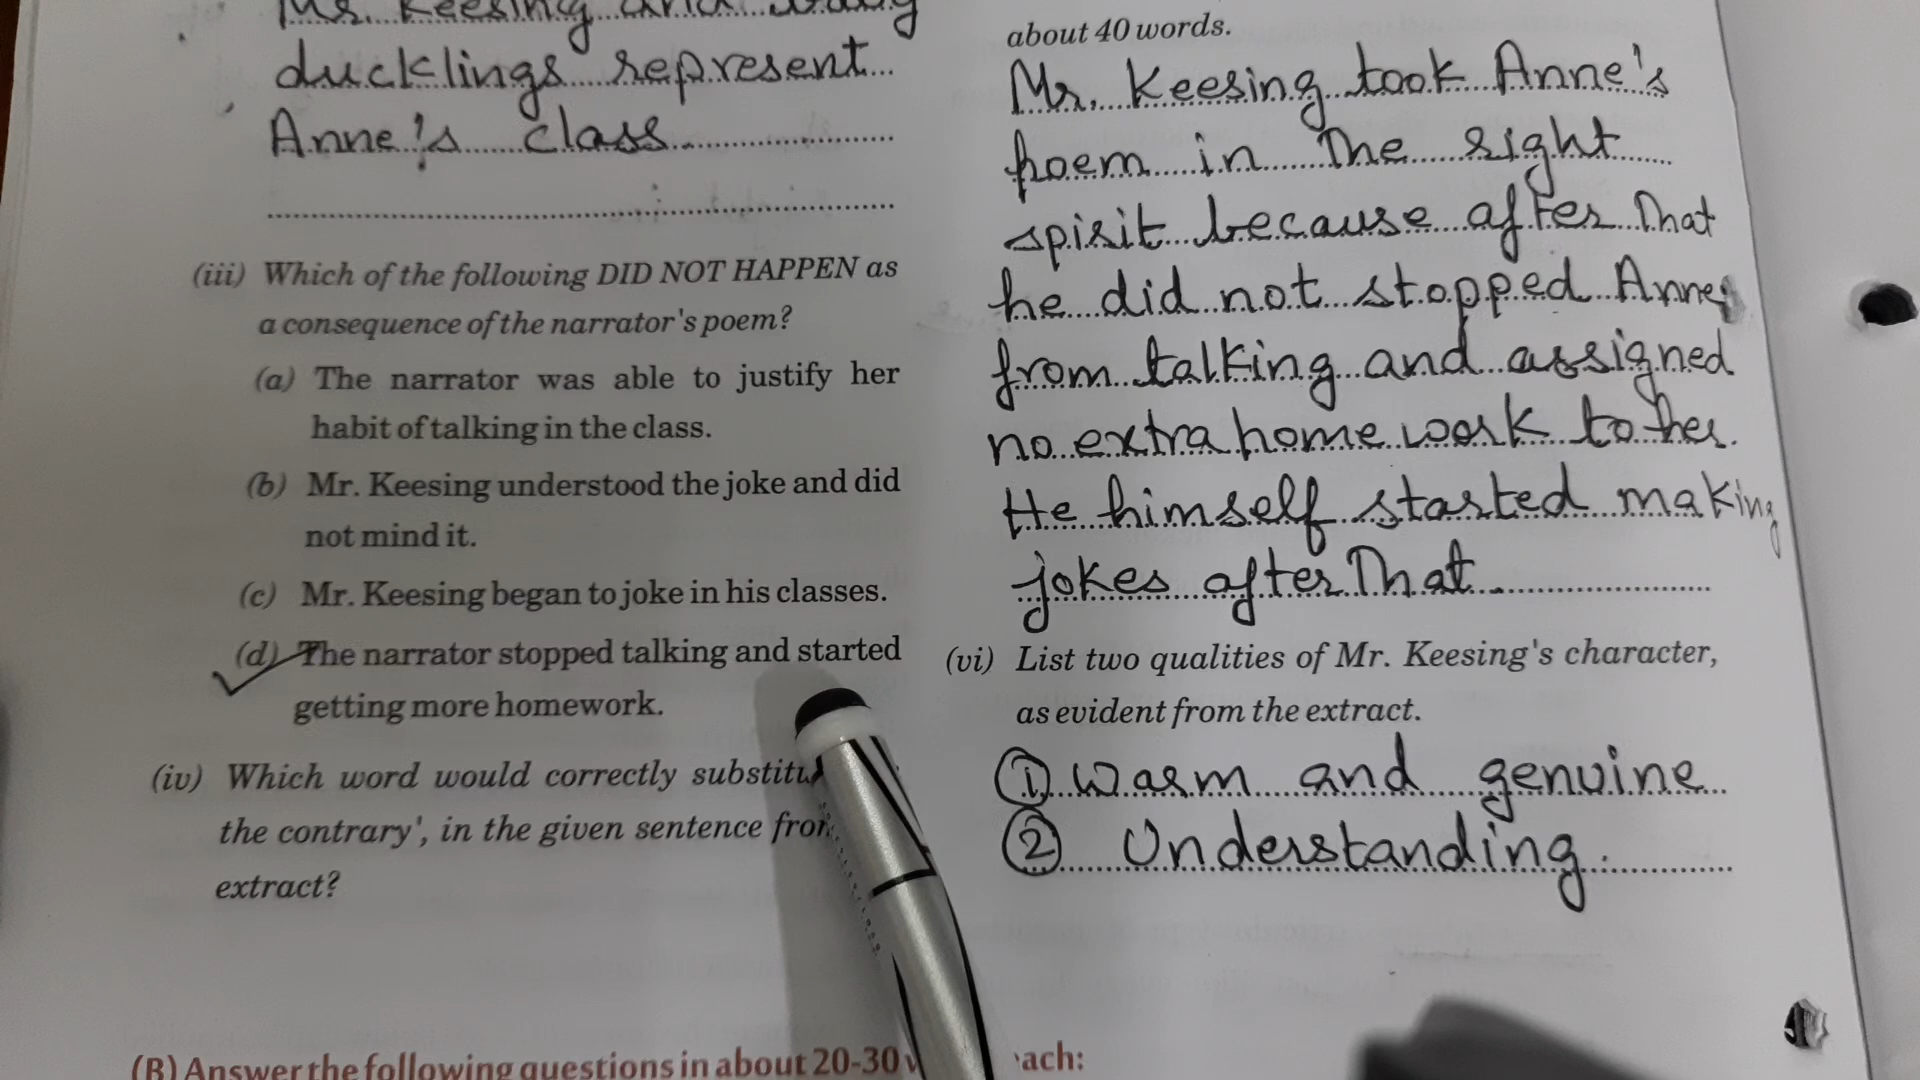 Mr. Keesing and
ducklings represent
Anne's class
(iii) Which of the following DID NOT HAPPEN as
a consequence of the narrator's poem?
(a) The narrator was able to justify her
habit of talking in the class.
(b) Mr. Keesing understood the joke and did
not mind it.
(c) Mr. Keesing began to joke in his classes.
(d) The narrator stopped talking and started
getting more homework.
(iv) Which word would correctly
the contrary', in the given sentence
extract?
about 40 words.
Mr. Keesing took Anne's
poem in the right
spirit because after that
he did not stopped Anne
from talking and assigned
no extra home work to her.
He himself started making
jokes after that
(vi) List two qualities of Mr. Keesing's character,
as evident from the extract.
① Warm and genuine
② Understanding.
(B) Answer the following questions in about 20-30